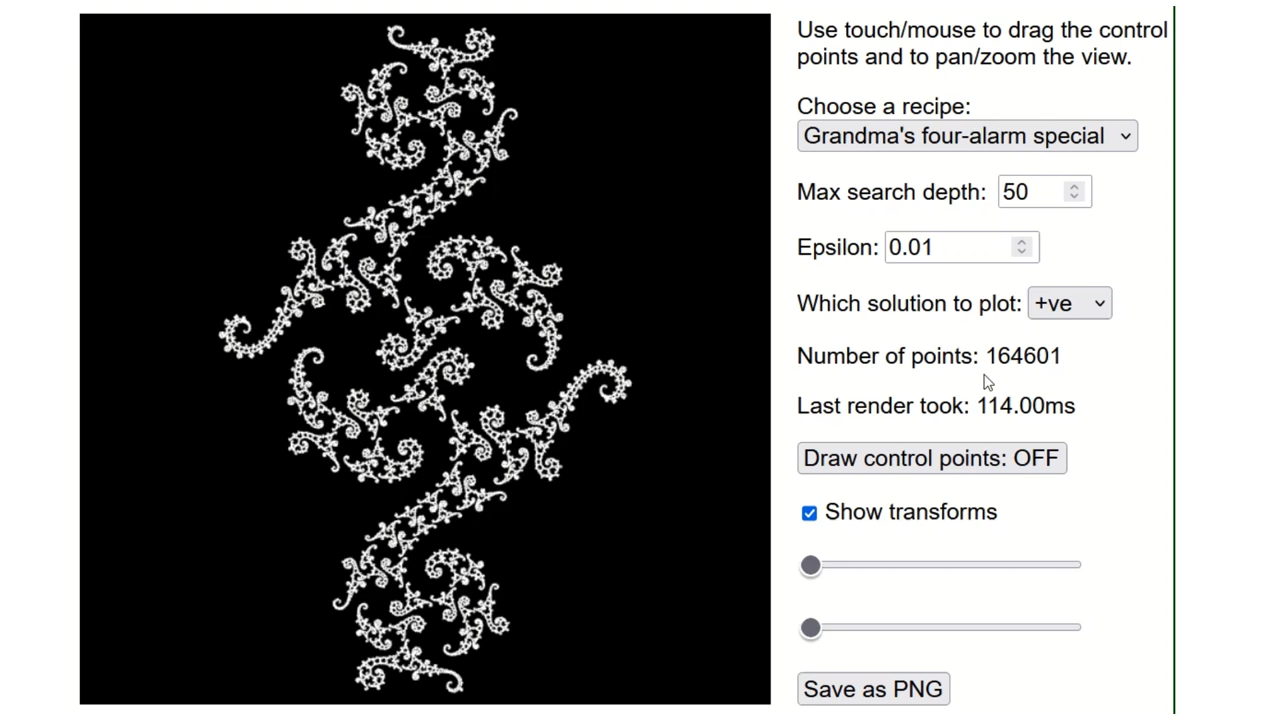 Use touch/mouse to drag the control
points and to pan/zoom the view.
Choose a recipe:
Grandma's four-alarm special
Max search depth: 50
Epsilon: 0.01
Which solution to plot: +ve
Number of points: 164601
Last render took: 114.00ms
Draw control points: OFF
Show transforms
Save as PNG